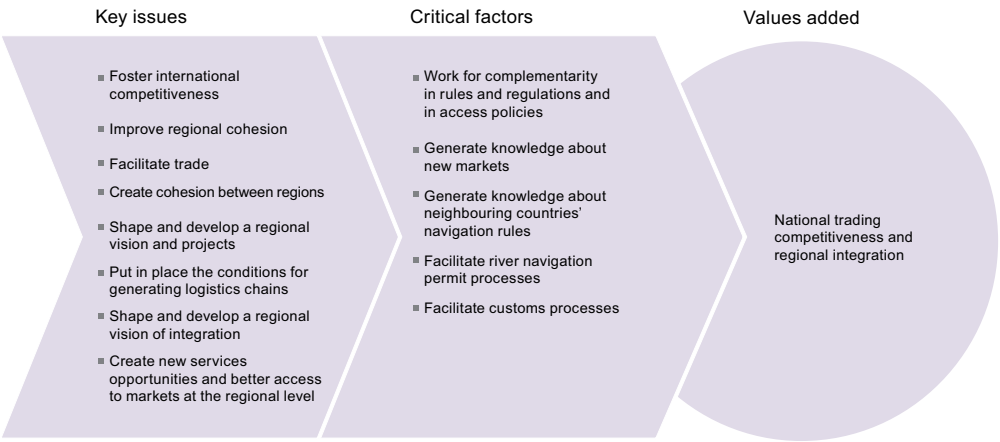 Key issues
Foster international
competitiveness
Improve regional cohesion
Facilitate trade
Create cohesion between regions
Shape and develop a regional
vision and projects
Put in place the conditions for
generating logistics chains
Shape and develop a regional
vision of integration
Create new services
opportunities and better access
to markets at the regional level
Critical factors
Work for complementarity
in rules and regulations and
in access policies
Generate knowledge about
new markets
Generate knowledge about
neighbouring countries’
navigation rules
Facilitate river navigation
permit processes
Facilitate customs processes
Values added
National trading
competitiveness and
regional integration